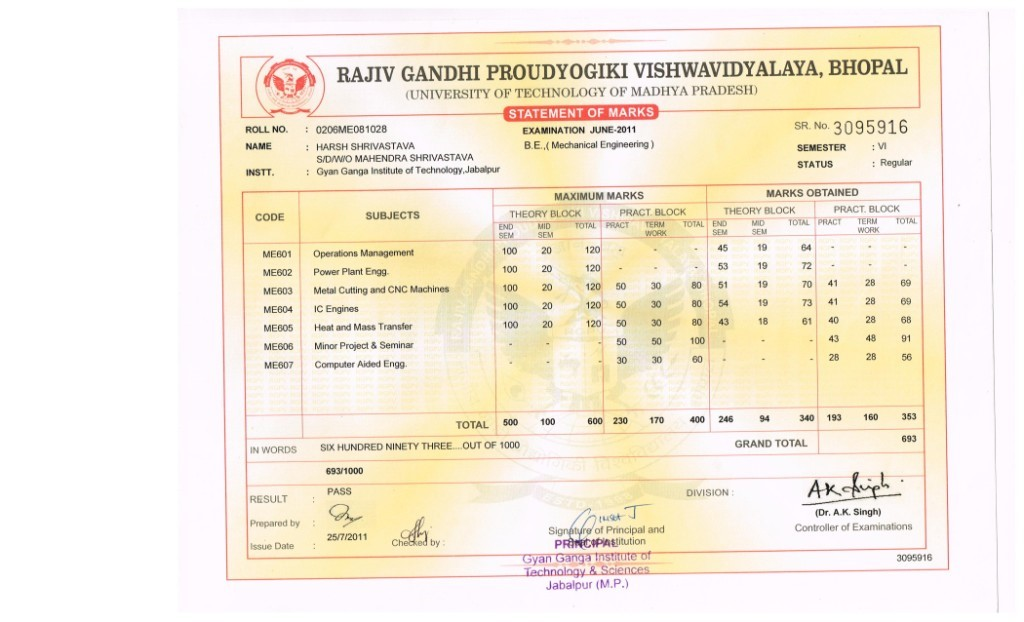 RAJIV GANDHI PROUDYOGIKI VISHWAVIDYALAYA, BHOPAL
(UNIVERSITY OF TECHNOLOGY OF MADHYA PRADESH)
STATEMENT OF MARKS
ROLL NO. : 0206ME081028 EXAMINATION JUNE-2011 SR. No. 3095916
NAME : HARSH SHRIVASTAVA B.E.,( Mechanical Engineering ) SEMESTER : VI
S/D/W/O MAHENDRA SHRIVASTAVA STATUS : Regular
INSTT. : Gyan Ganga Institute of Technology,Jabalpur
MAXIMUM MARKS MARKS OBTAINED
CODE SUBJECTS THEORY BLOCK PRACT. BLOCK THEORY BLOCK PRACT. BLOCK
END SEM MID SEM TOTAL PRACT TERM WORK TOTAL END SEM MID SEM TOTAL PRACT TERM WORK TOTAL
ME601 Operations Management 100 20 120 - - - 45 19 64 - - -
ME602 Power Plant Engg. 100 20 120 - - - 53 19 72 - - -
ME603 Metal Cutting and CNC Machines 100 20 120 50 30 80 51 19 70 41 28 69
ME604 IC Engines 100 20 120 50 30 80 54 19 73 41 28 69
ME605 Heat and Mass Transfer 100 20 120 50 30 80 43 18 61 40 28 68
ME606 Minor Project & Seminar - - - 50 50 100 - - - 43 48 91
ME607 Computer Aided Engg. - - - 30 30 60 - - - 28 28 56
TOTAL 500 100 600 230 170 400 246 94 340 193 160 353
IN WORDS SIX HUNDRED NINETY THREE....OUT OF 1000 GRAND TOTAL 693
693/1000
RESULT : PASS DIVISION :
A.K. Singh
(Dr. A.K. Singh)
Prepared by : Signature of Principal and Controller of Examinations
Issue Date : 25/7/2011 Checked by : Institution
PRINCIPAL
Gyan Ganga Institute of
Technology & Sciences
Jabalpur (M.P.)
3095916